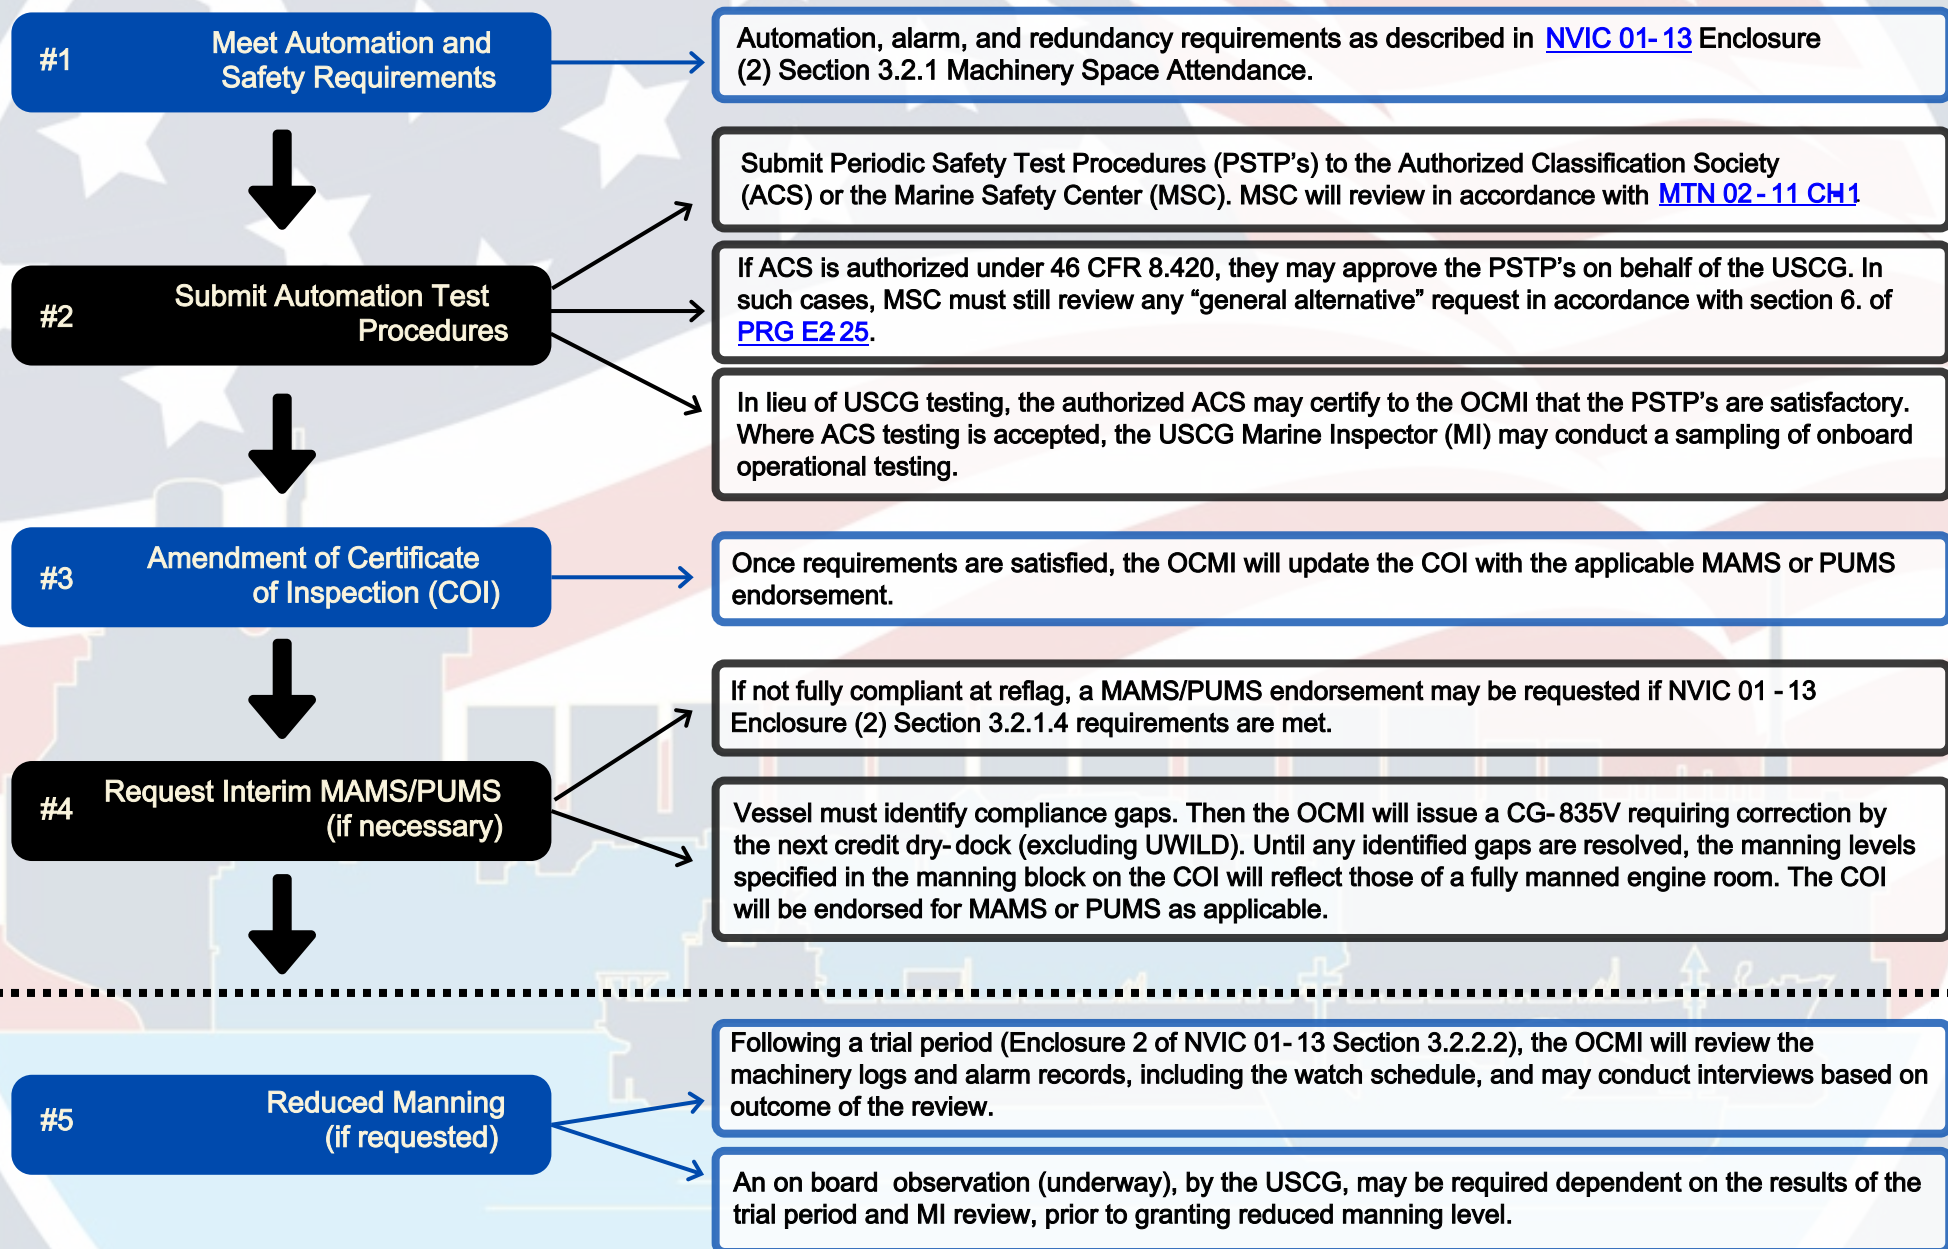 #1
Meet Automation and
Safety Requirements
Automation, alarm, and redundancy requirements as described in NVIC 01-13 Enclosure
(2) Section 3.2.1 Machinery Space Attendance.
#2
Submit Automation Test
Procedures
Submit Periodic Safety Test Procedures (PSTP's) to the Authorized Classification Society
(ACS) or the Marine Safety Center (MSC). MSC will review in accordance with MTN 02-11 CH-1.
If ACS is authorized under 46 CFR 8.420, they may approve the PSTP's on behalf of the USCG. In
such cases, MSC must still review any “general alternative” request in accordance with section 6. of
PRG E2-25.
In lieu of USCG testing, the authorized ACS may certify to the OCMI that the PSTP's are satisfactory.
Where ACS testing is accepted, the USCG Marine Inspector (MI) may conduct a sampling of onboard
operational testing.
#3
Amendment of Certificate
of Inspection (COI)
Once requirements are satisfied, the OCMI will update the COI with the applicable MAMS or PUMS
endorsement.
#4
Request Interim MAMS/PUMS
(if necessary)
If not fully compliant at reflag, a MAMS/PUMS endorsement may be requested if NVIC 01-13
Enclosure (2) Section 3.2.1.4 requirements are met.
Vessel must identify compliance gaps. Then the OCMI will issue a CG-835V requiring correction by
the next credit dry-dock (excluding UWILD). Until any identified gaps are resolved, the manning levels
specified in the manning block on the COI will reflect those of a fully manned engine room. The COI
will be endorsed for MAMS or PUMS as applicable.
#5
Reduced Manning
(if requested)
Following a trial period (Enclosure 2 of NVIC 01-13 Section 3.2.2.2), the OCMI will review the
machinery logs and alarm records, including the watch schedule, and may conduct interviews based on
outcome of the review.
An on board observation (underway), by the USCG, may be required dependent on the results of the
trial period and MI review, prior to granting reduced manning level.